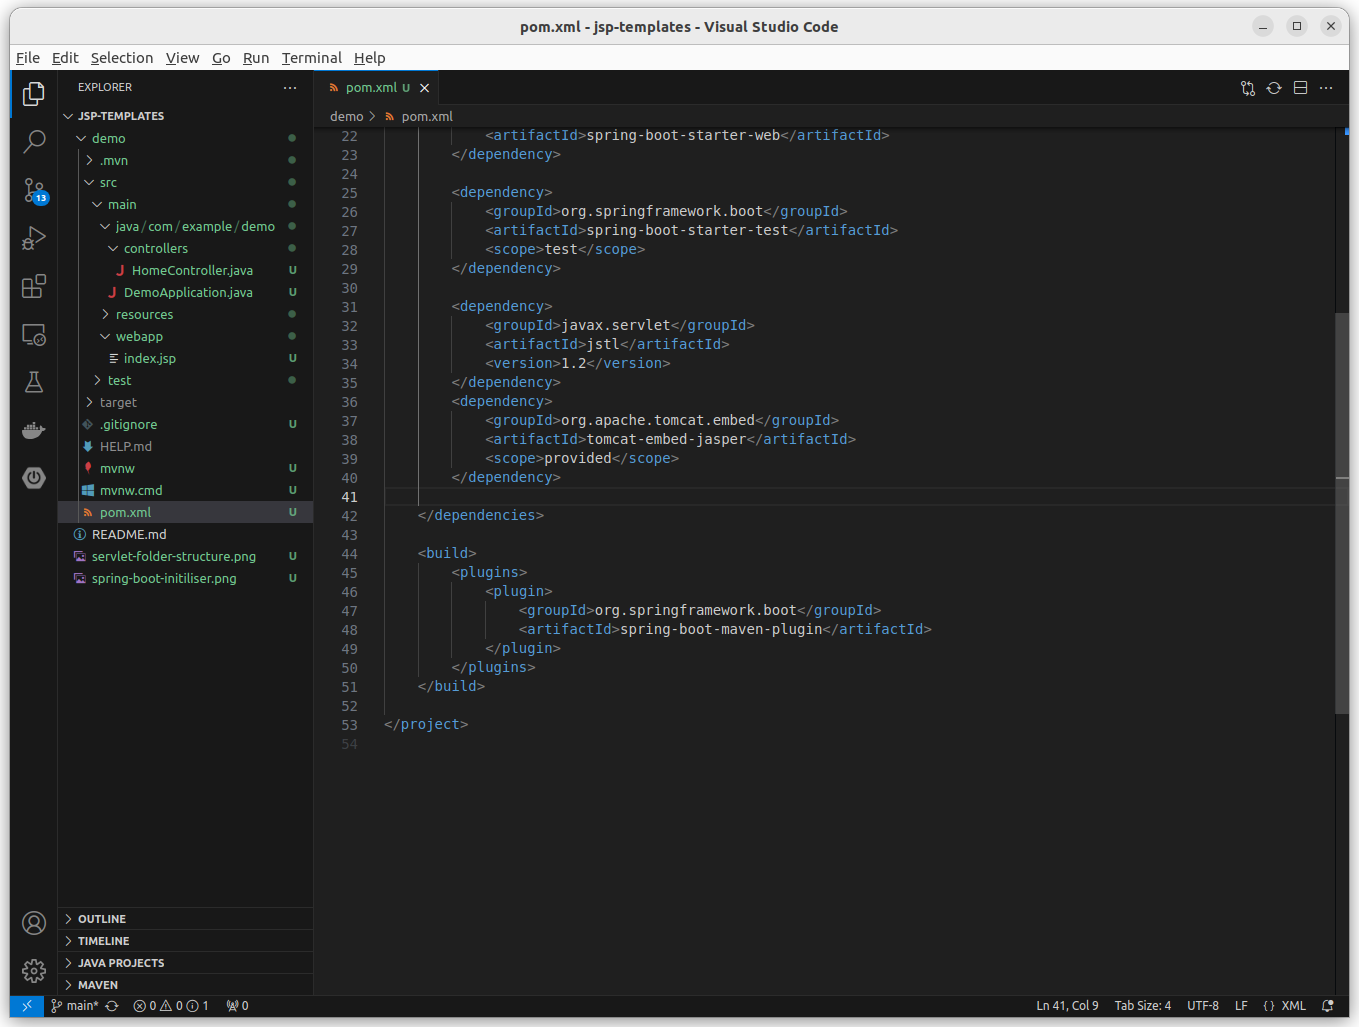 pom.xml - jsp-templates - Visual Studio Code
File Edit Selection View Go Run Terminal Help
EXPLORER
JSP-TEMPLATES
demo
.mvn
src
main
java/com/example/demo
controllers
HomeController.java U
DemoApplication.java U
resources
webapp
index.jsp U
test
target
.gitignore U
HELP.md
mvnw U
mvnw.cmd U
pom.xml U
README.md
servlet-folder-structure.png U
spring-boot-initiliser.png U
13
OUTLINE
TIMELINE
JAVA PROJECTS
MAVEN
pom.xml U
demo > pom.xml
22 <artifactId>spring-boot-starter-web</artifactId>
23 </dependency>
24
25 <dependency>
26 <groupId>org.springframework.boot</groupId>
27 <artifactId>spring-boot-starter-test</artifactId>
28 <scope>test</scope>
29 </dependency>
30
31 <dependency>
32 <groupId>javax.servlet</groupId>
33 <artifactId>jstl</artifactId>
34 <version>1.2</version>
35 </dependency>
36 <dependency>
37 <groupId>org.apache.tomcat.embed</groupId>
38 <artifactId>tomcat-embed-jasper</artifactId>
39 <scope>provided</scope>
40 </dependency>
41
42 </dependencies>
43
44 <build>
45 <plugins>
46 <plugin>
47 <groupId>org.springframework.boot</groupId>
48 <artifactId>spring-boot-maven-plugin</artifactId>
49 </plugin>
50 </plugins>
51 </build>
52
53 </project>
54
main* 0 0 1 0 Ln 41, Col 9 Tab Size: 4 UTF-8 LF {} XML